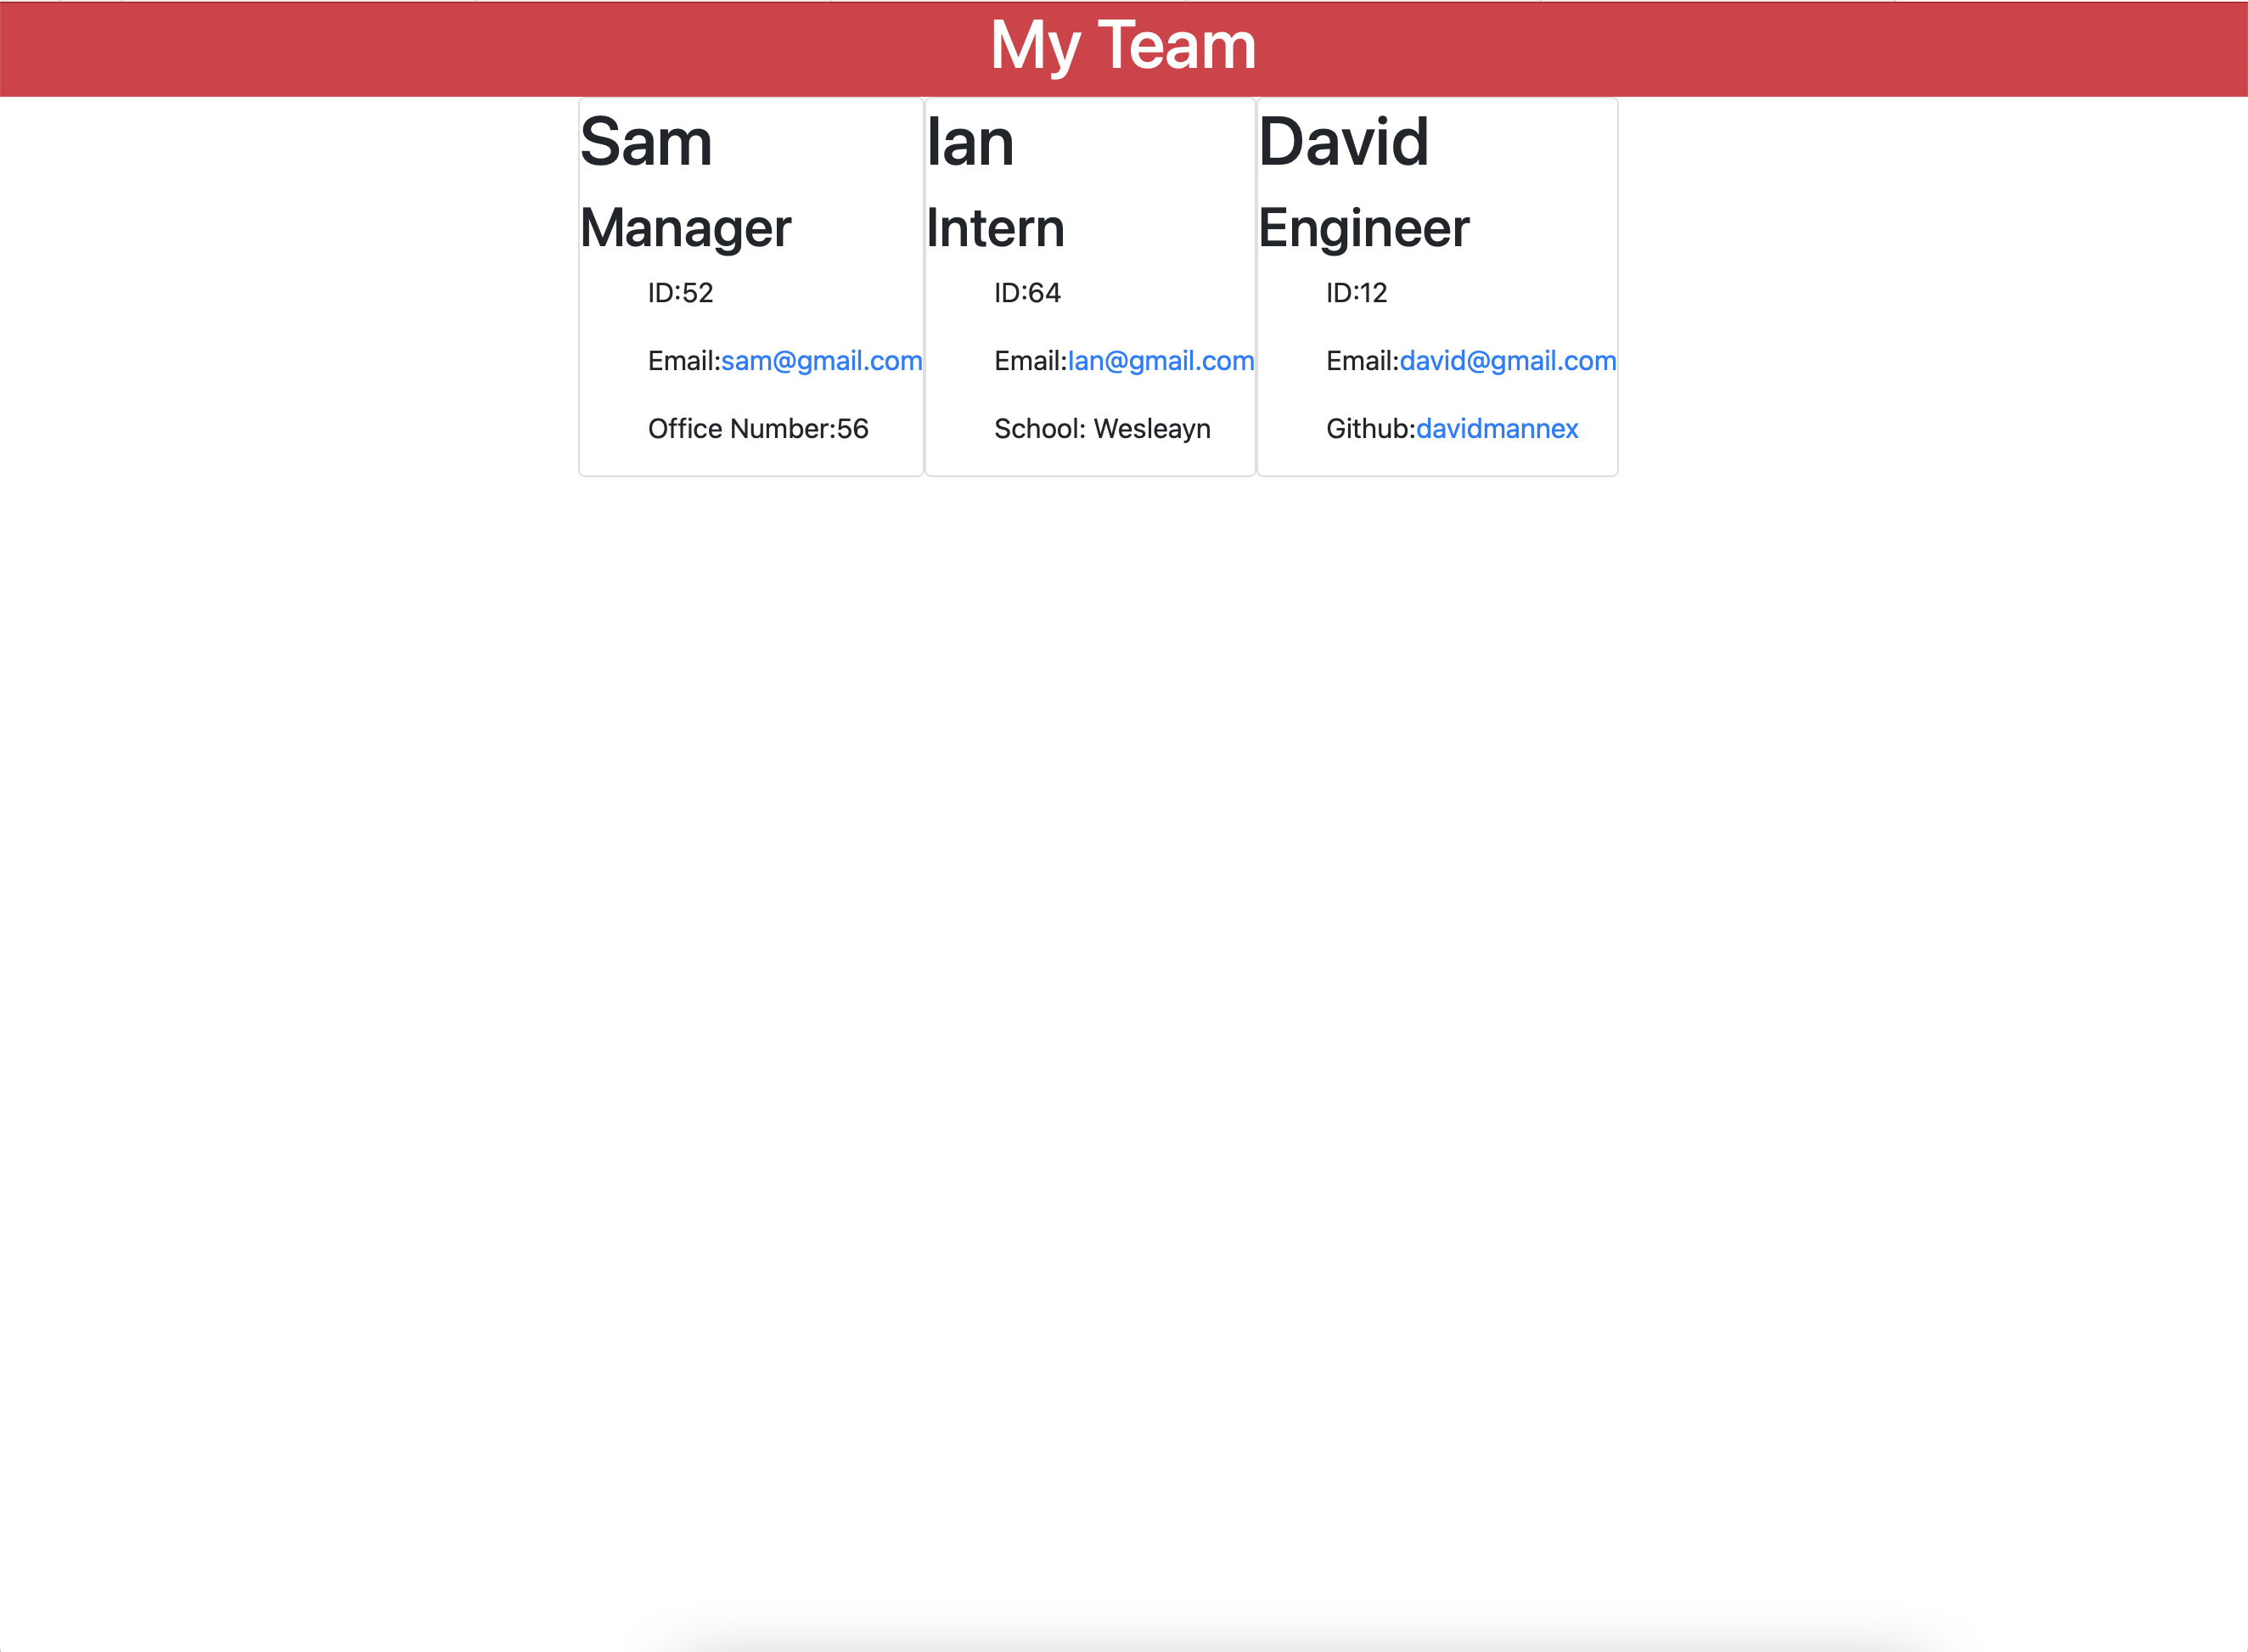 My Team
Sam
Manager
ID:52
Email:sam@gmail.com
Office Number:56
Ian
Intern
ID:64
Email:Ian@gmail.com
School: Wesleayn
David
Engineer
ID:12
Email:david@gmail.com
Github:davidmannex